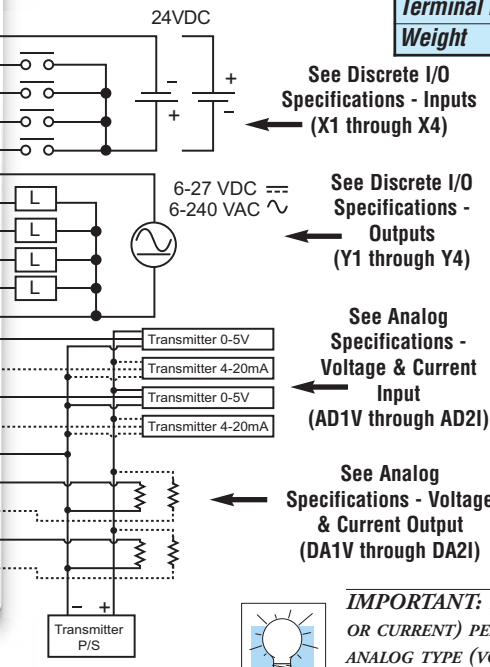 24VDC
Terminal
Weight
– +
+ –
See Discrete I/O
Specifications - Inputs
(X1 through X4)
L
L
L
L
6-27 VDC
6-240 VAC
See Discrete I/O
Specifications -
Outputs
(Y1 through Y4)
Transmitter 0-5V
Transmitter 4-20mA
Transmitter 0-5V
Transmitter 4-20mA
See Analog
Specifications -
Voltage & Current
Input
(AD1V through AD2I)
See Analog
Specifications - Voltage
& Current Output
(DA1V through DA2I)
– +
Transmitter
P/S
IMPORTANT:
OR CURRENT) PE
ANALOG TYPE (VO